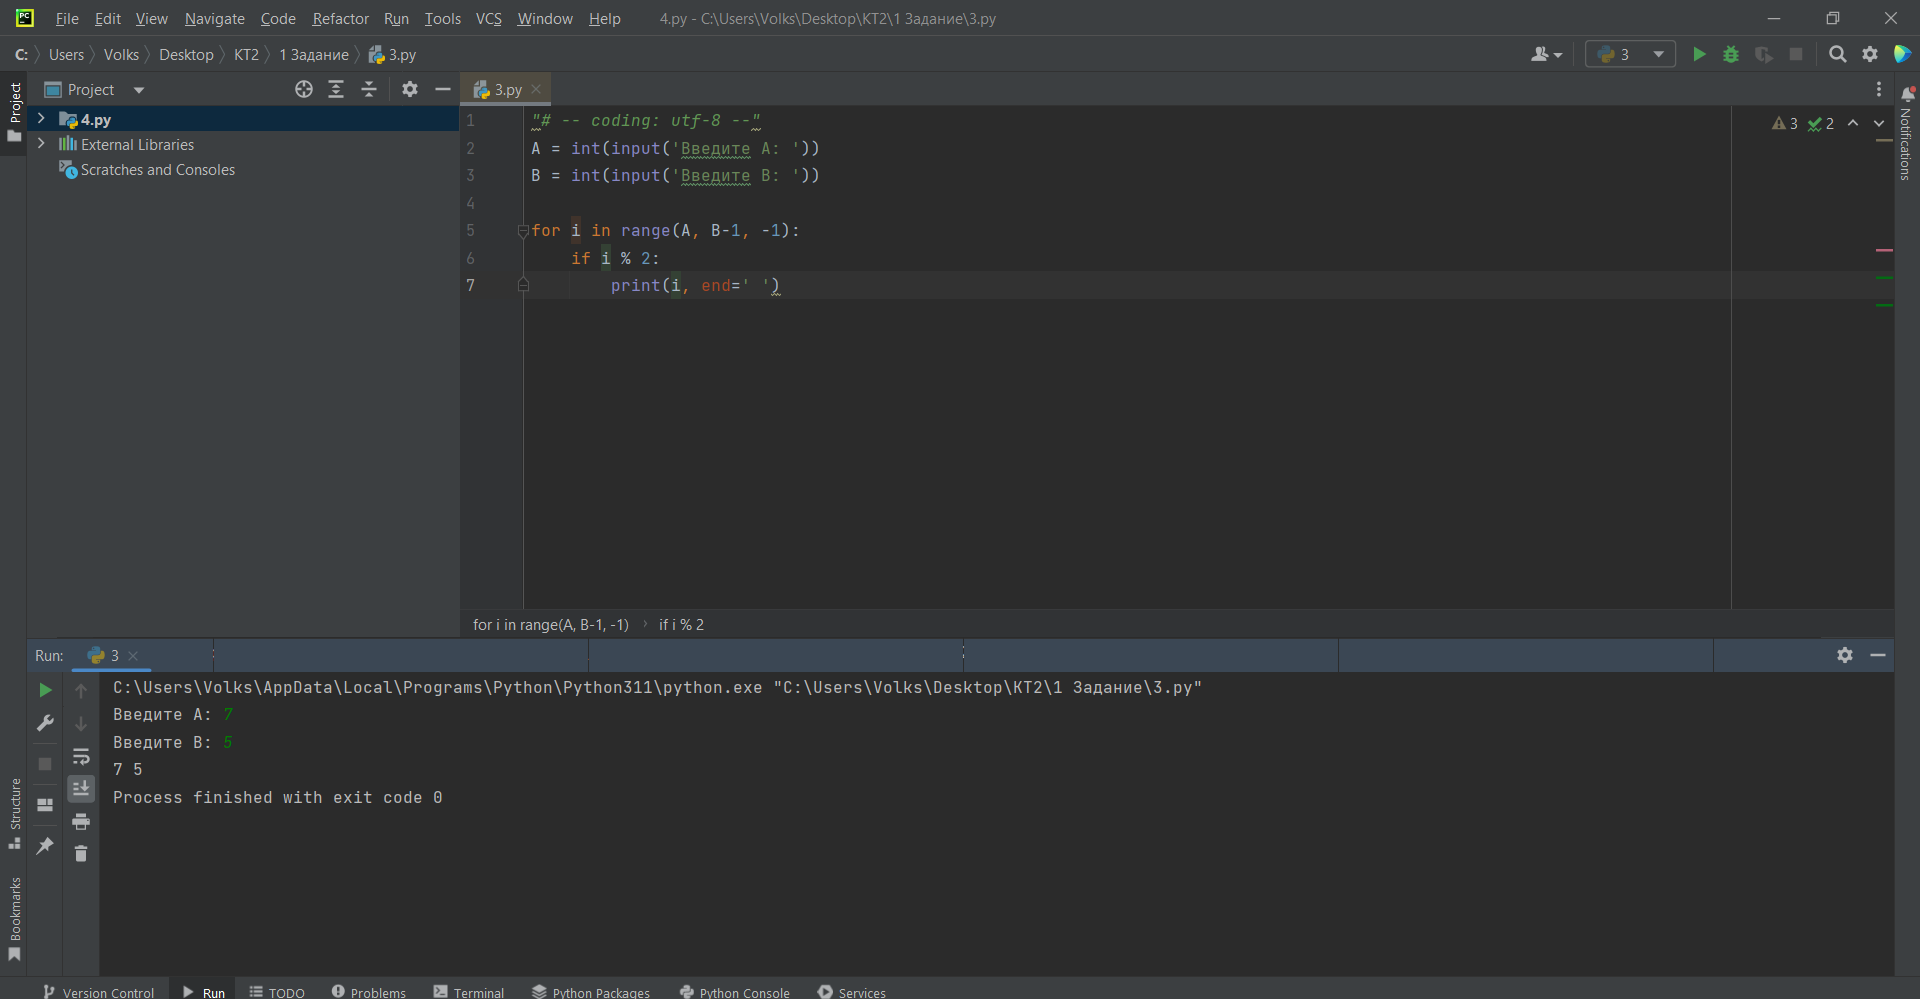 PC File Edit View Navigate Code Refactor Run Tools VCS Window Help 4.py - C:\Users\Volks\Desktop\KT2\1 Задание\3.py
C: Users Volks Desktop KT2 1 Задание 3.py 3
Project
Project
3.py
4.py
External Libraries
Scratches and Consoles
1 "# -- coding: utf-8 --"
2 A = int(input('Введите A: '))
3 B = int(input('Введите B: '))
4
5 for i in range(A, B-1, -1):
6 if i % 2:
7 print(i, end=' ')
3 2
Notifications
for i in range(A, B-1, -1) if i % 2
Run: 3
C:\Users\Volks\AppData\Local\Programs\Python\Python311\python.exe "C:\Users\Volks\Desktop\KT2\1 Задание\3.py"
Введите A: 7
Введите B: 5
7 5
Process finished with exit code 0
Structure
Bookmarks
Version Control Run TODO Problems Terminal Python Packages Python Console Services